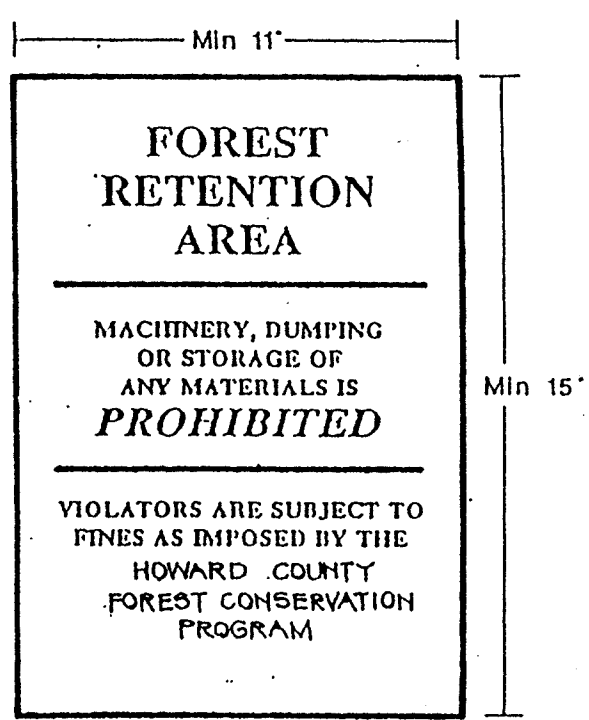 Min 11"
FOREST
RETENTION
AREA
MACHINERY, DUMPING
OR STORAGE OF
ANY MATERIALS IS
PROHIBITED
Min 15"
VIOLATORS ARE SUBJECT TO
FINES AS IMPOSED BY THE
HOWARD COUNTY
FOREST CONSERVATION
PROGRAM